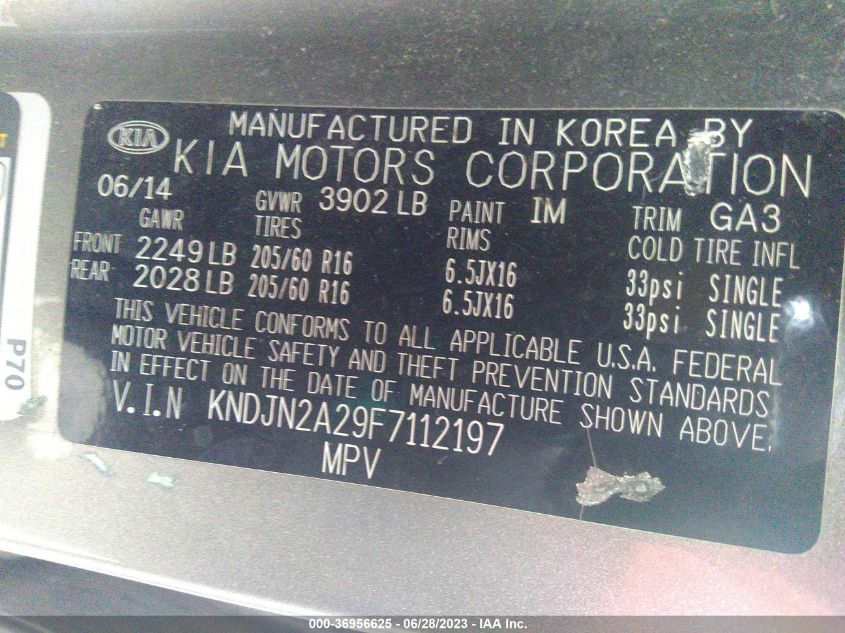 KIA
MANUFACTURED IN KOREA BY
KIA MOTORS CORPORATION
06/14 GVWR 3902 LB PAINT IM TRIM GA3
GAWR TIRES RIMS COLD TIRE INFL
FRONT 2249 LB 205/60 R16 6.5JX16 33psi SINGLE
REAR 2028 LB 205/60 R16 6.5JX16 33psi SINGLE
THIS VEHICLE CONFORMS TO ALL APPLICABLE U.S.A. FEDERAL
MOTOR VEHICLE SAFETY AND THEFT PREVENTION STANDARDS
IN EFFECT ON THE DATE OF MANUFACTURE SHOWN ABOVE.
V.I.N KNDJN2A29F7112197
MPV
P70
000-36956625 - 06/28/2023 - IAA Inc.